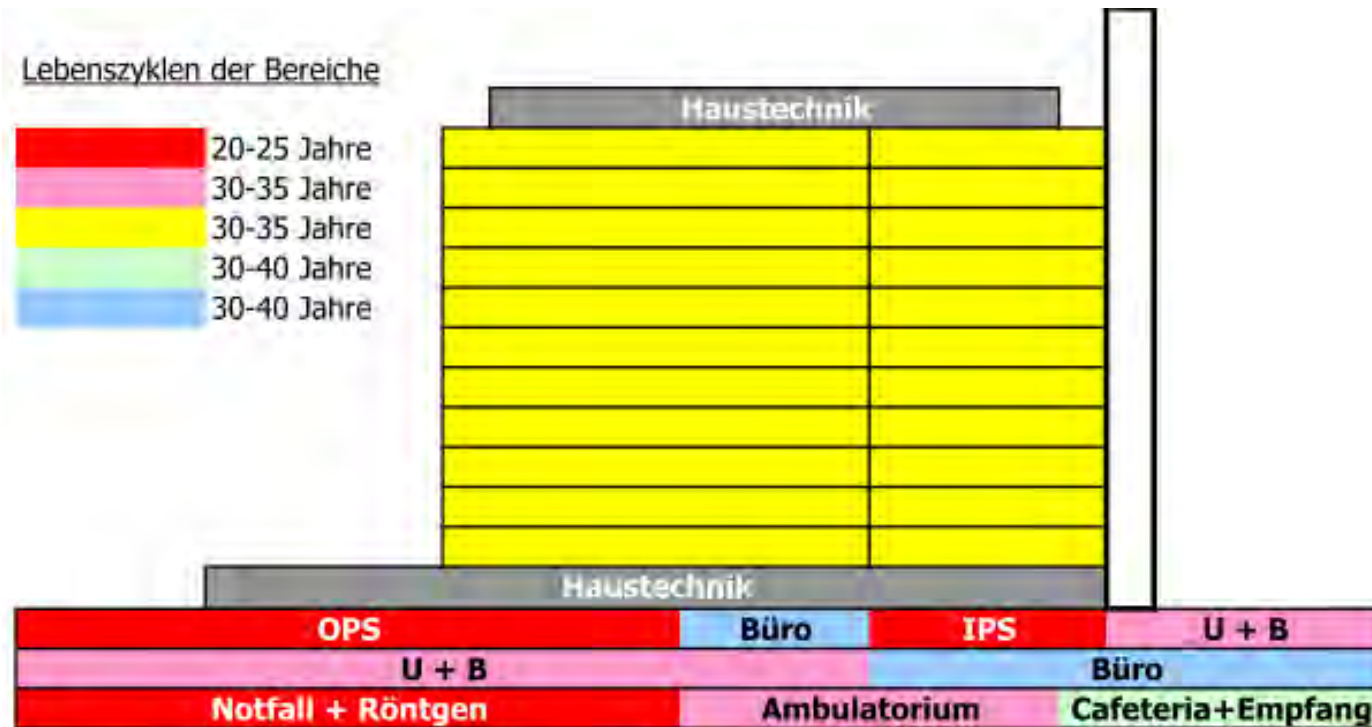 Lebenszyklen der Bereiche
20-25 Jahre
30-35 Jahre
30-35 Jahre
30-40 Jahre
30-40 Jahre
Haustechnik
Haustechnik
OPS Büro IPS U + B
U + B Büro
Notfall + Röntgen Ambulatorium Cafeteria+Empfand